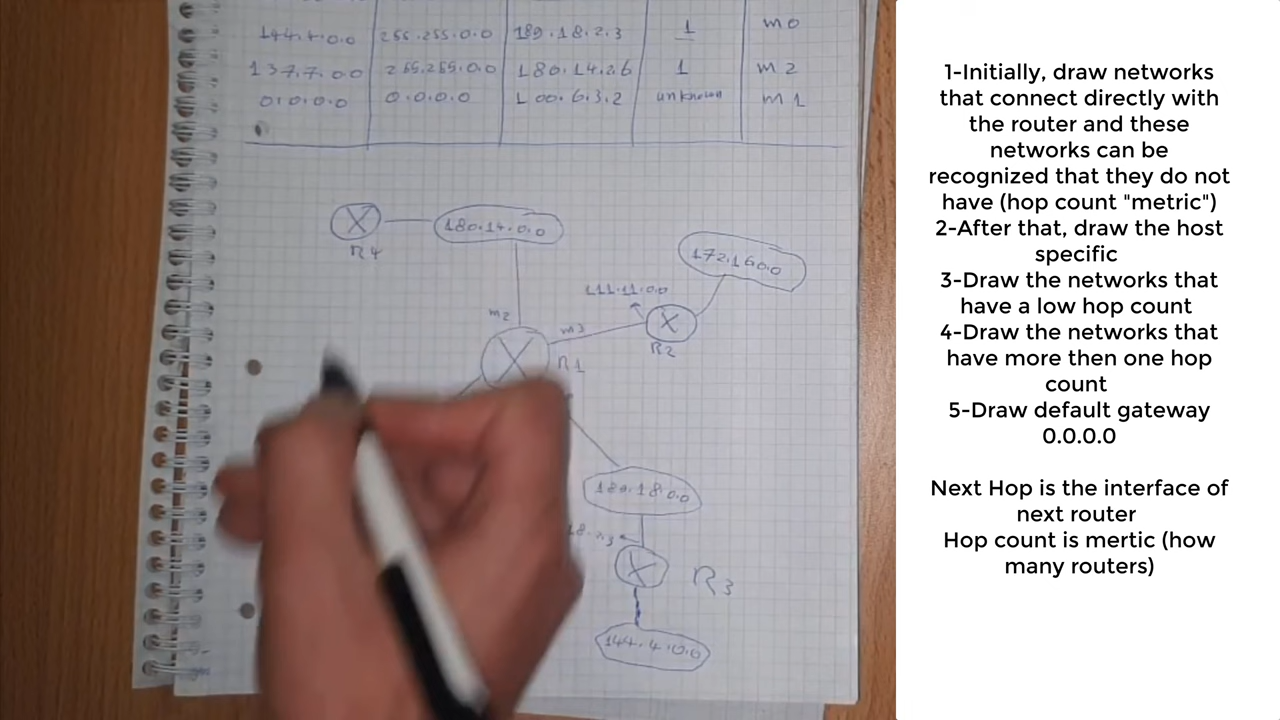 144.4.0.0 255.255.0.0 189.18.2.3 1 m0
137.7.0.0 255.255.0.0 180.14.2.6 1 m2
0.0.0.0 0.0.0.0 100.6.3.2 unknown m1
180.14.0.0
R4
172.16.0.0
111.11.0.0
m2
m3
R2
R1
189.18.0.0
18.2.3
R3
144.4.0.0
1-Initially, draw networks
that connect directly with
the router and these
networks can be
recognized that they do not
have (hop count "metric")
2-After that, draw the host
specific
3-Draw the networks that
have a low hop count
4-Draw the networks that
have more then one hop
count
5-Draw default gateway
0.0.0.0
Next Hop is the interface of
next router
Hop count is mertic (how
many routers)